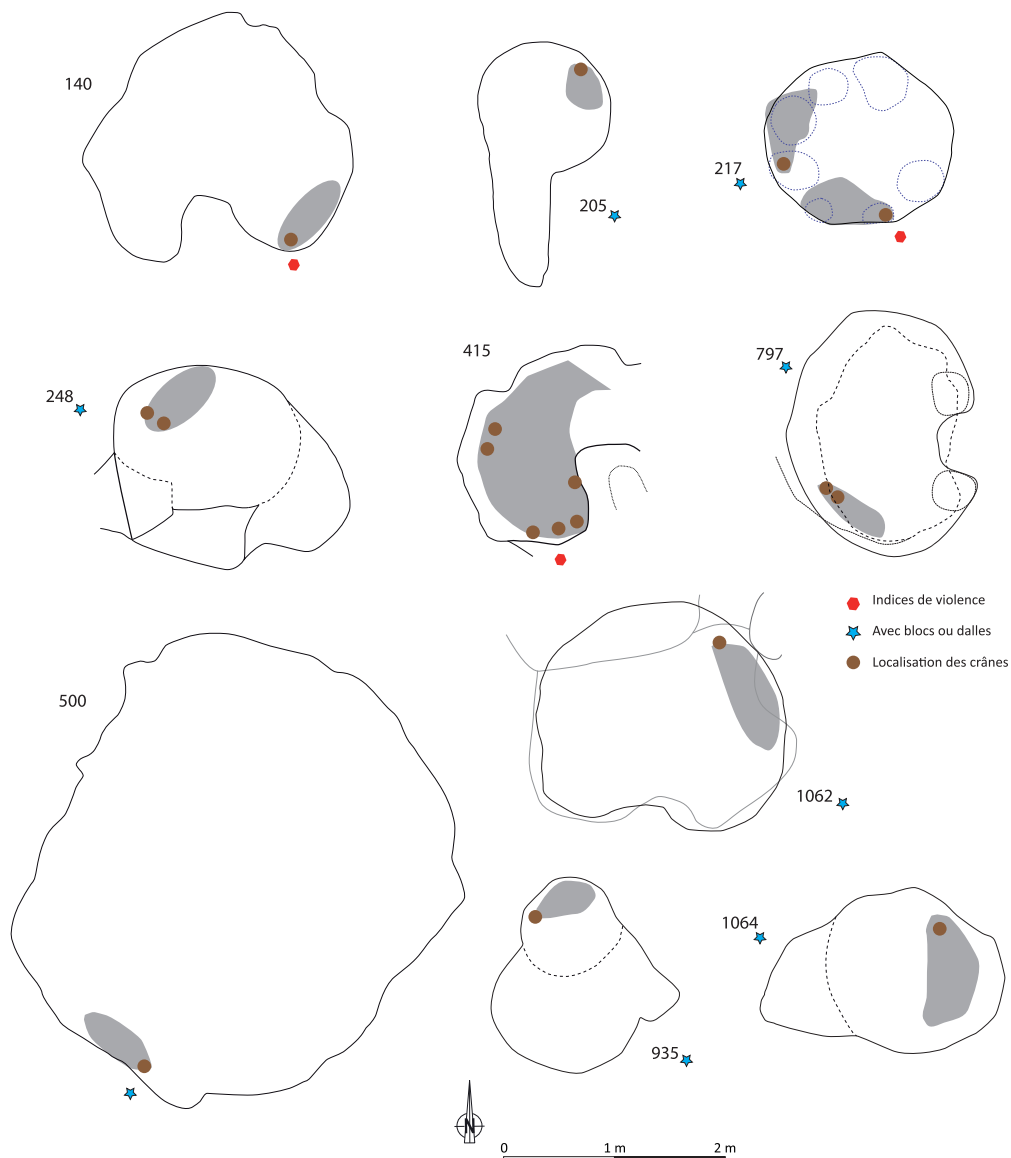 140
205
217
248
415
797
Indices de violence
Avec blocs ou dalles
Localisation des crânes
500
1062
935
1064
N
0 1 m 2 m